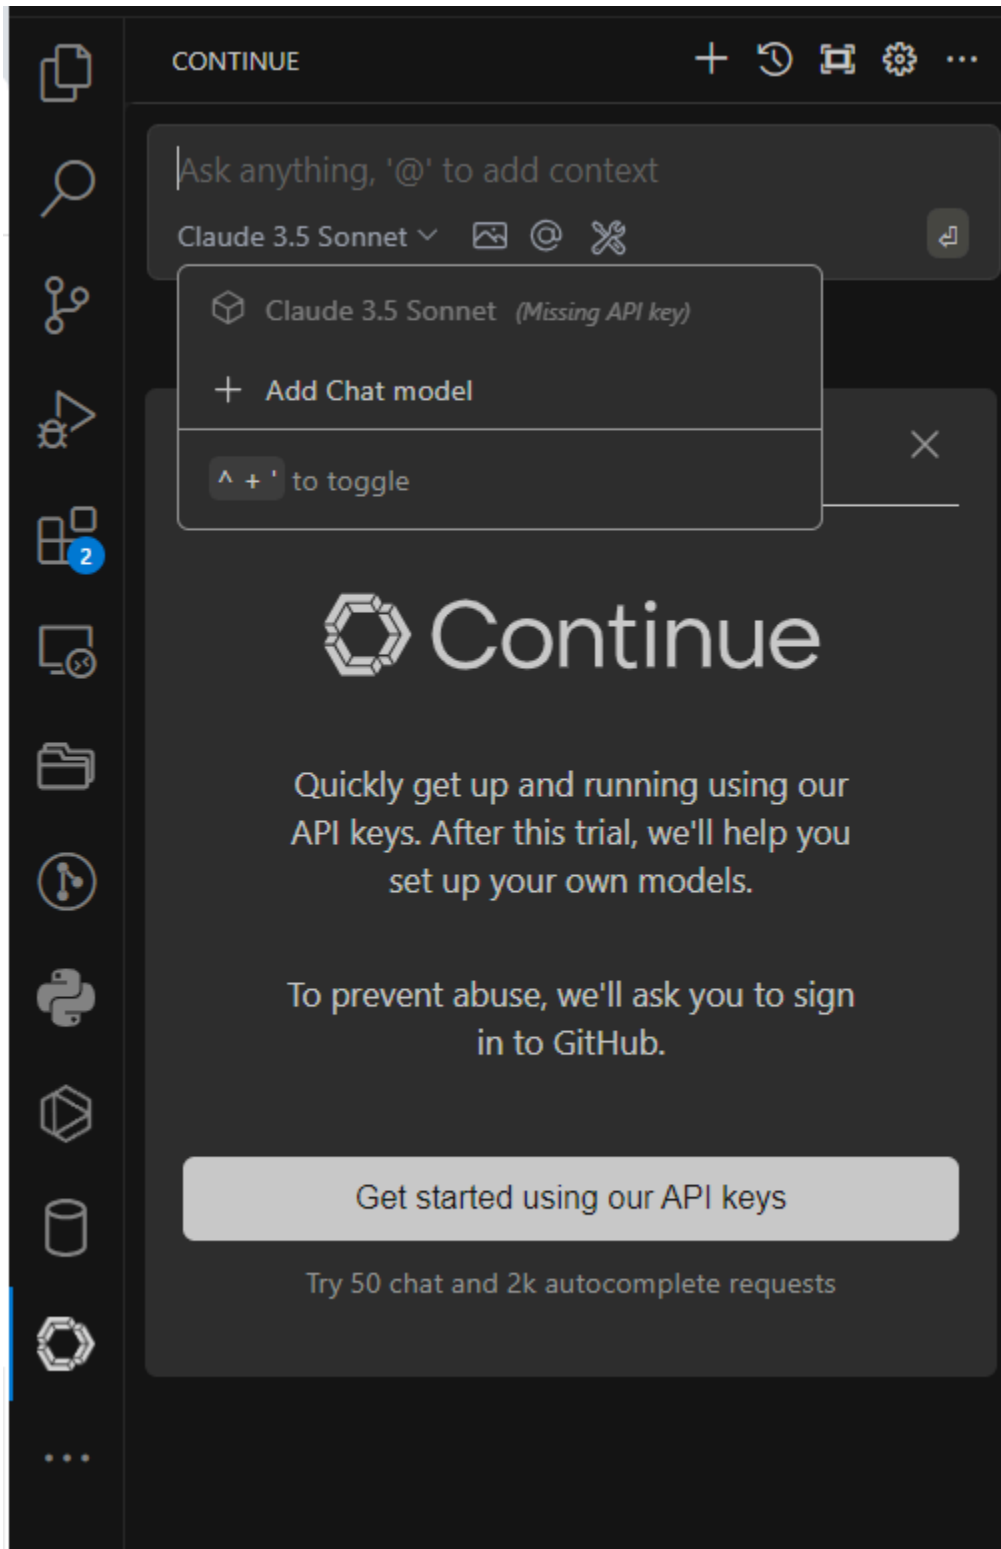 CONTINUE
Ask anything, '@' to add context
Claude 3.5 Sonnet
Claude 3.5 Sonnet (Missing API key)
+ Add Chat model
^ + ' to toggle
2
Continue
Quickly get up and running using our
API keys. After this trial, we'll help you
set up your own models.
To prevent abuse, we'll ask you to sign
in to GitHub.
Get started using our API keys
Try 50 chat and 2k autocomplete requests